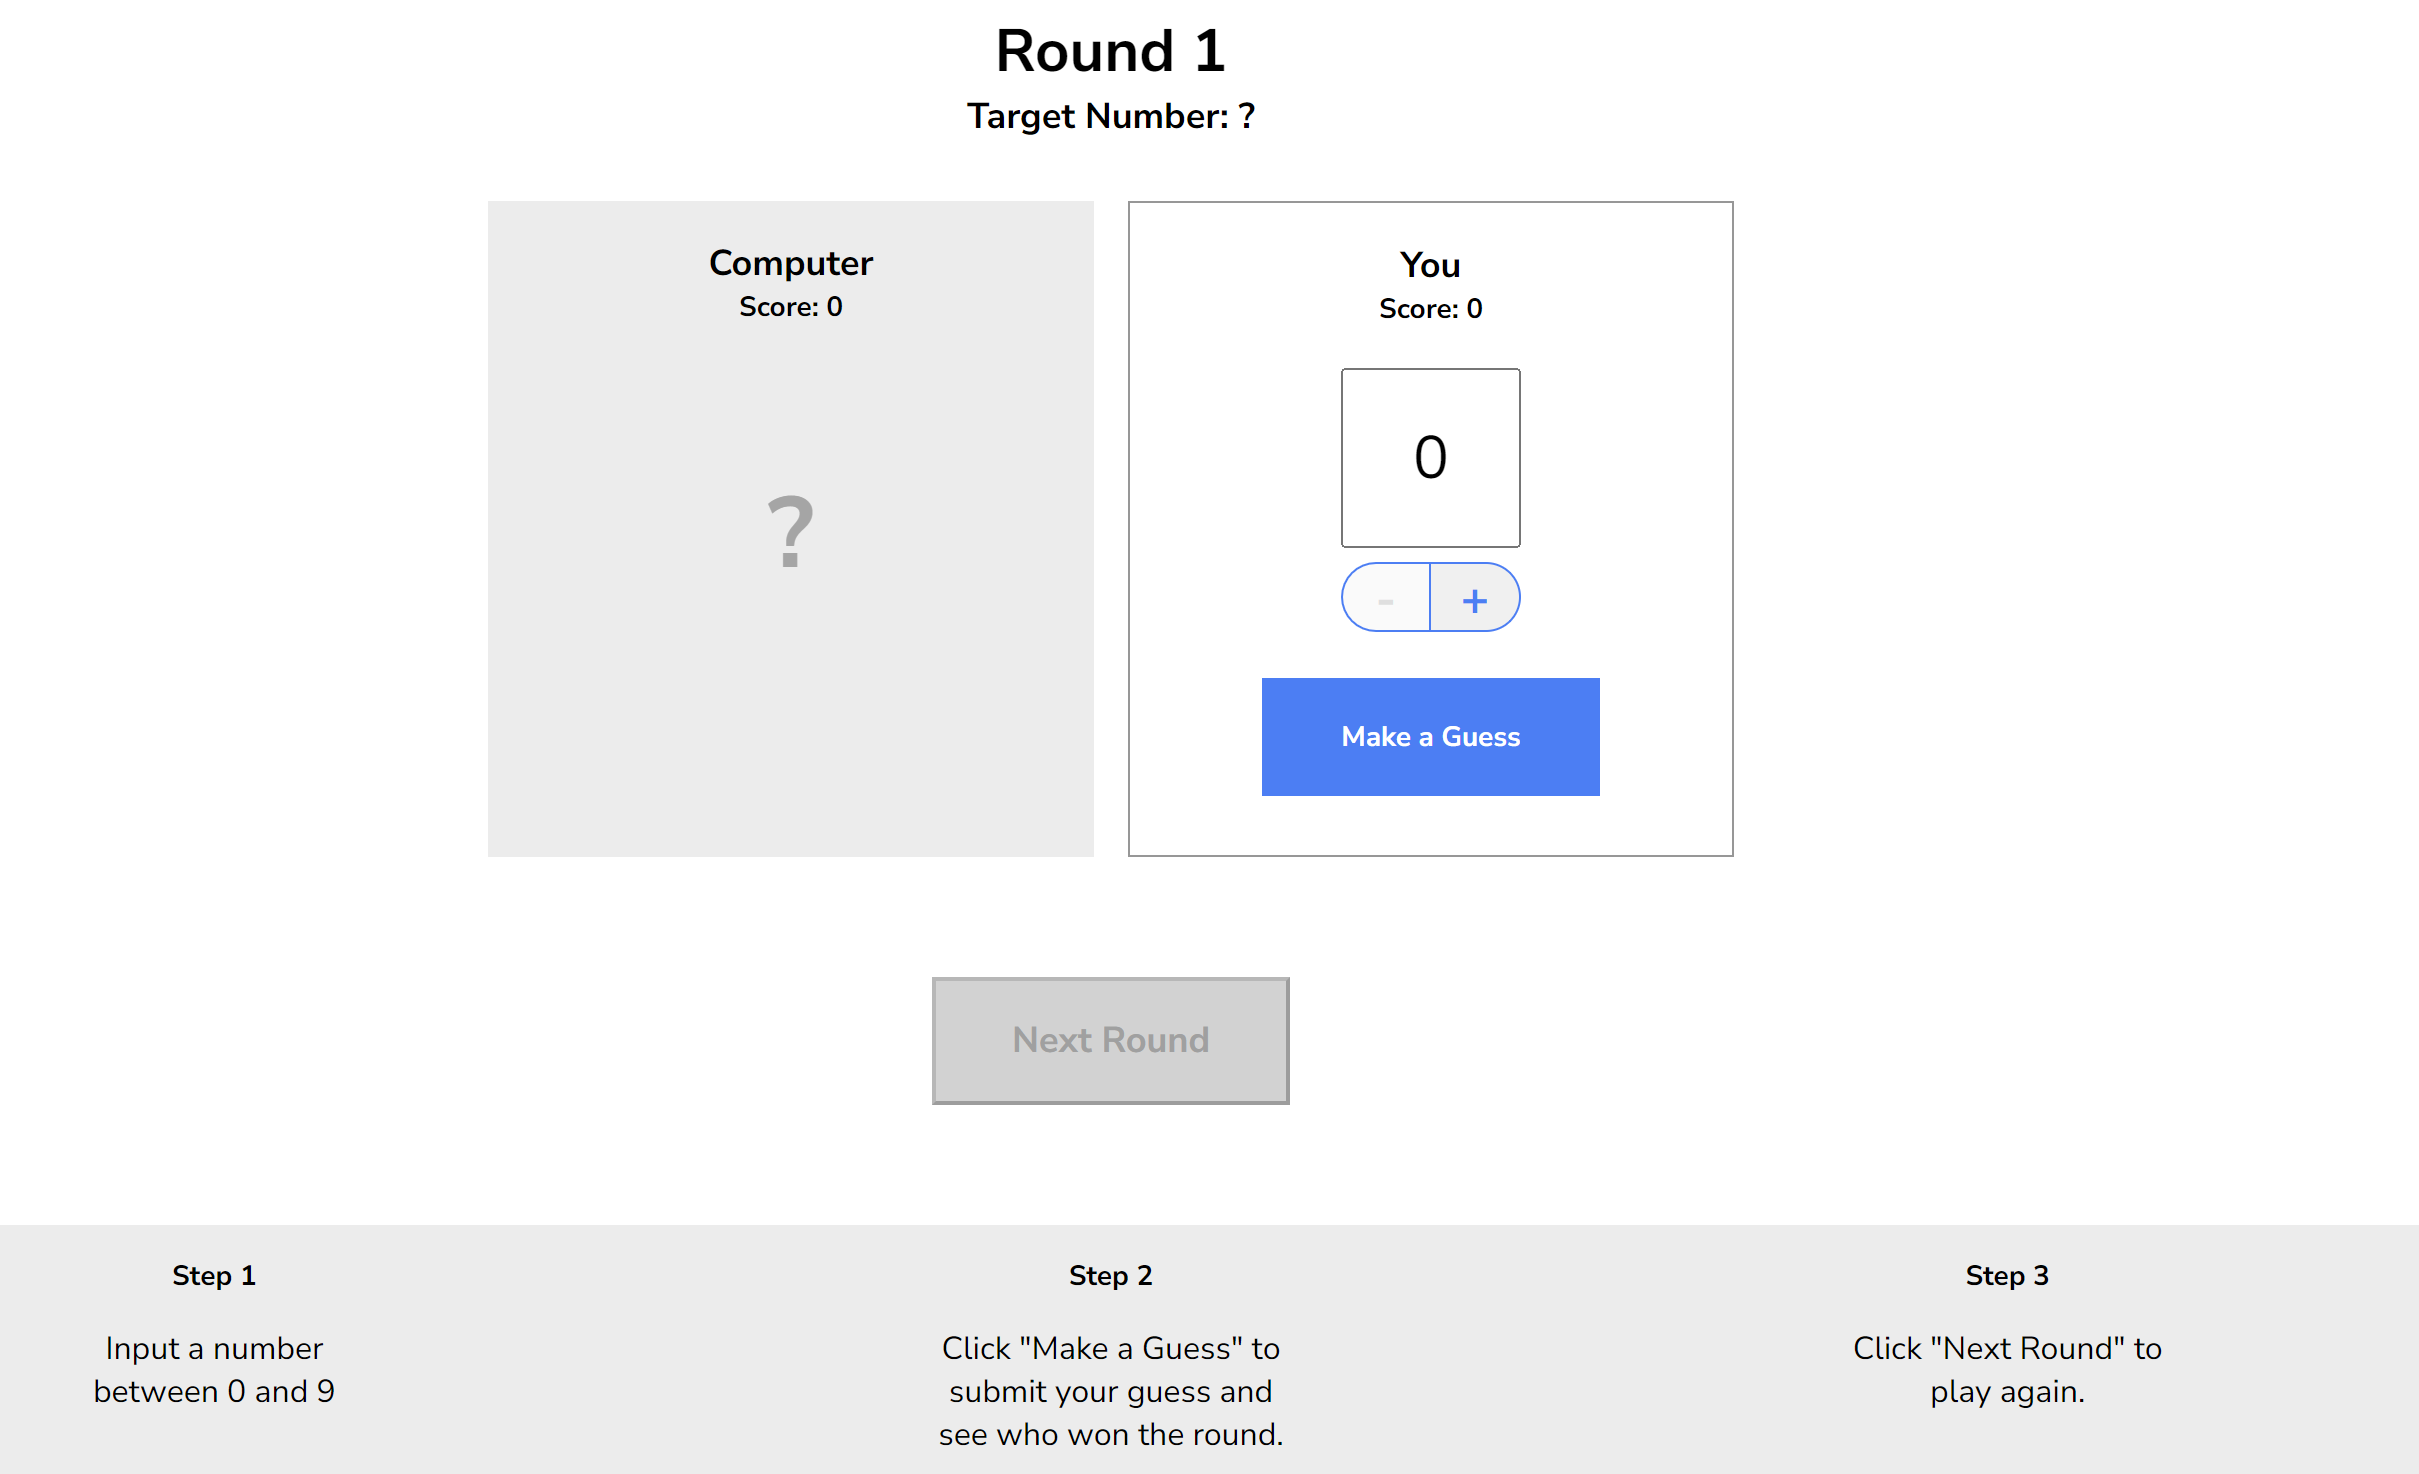 Round 1
Target Number: ?
Computer
Score: 0
?
You
Score: 0
0
- +
Make a Guess
Next Round
Step 1
Input a number
between 0 and 9
Step 2
Click "Make a Guess" to
submit your guess and
see who won the round.
Step 3
Click "Next Round" to
play again.